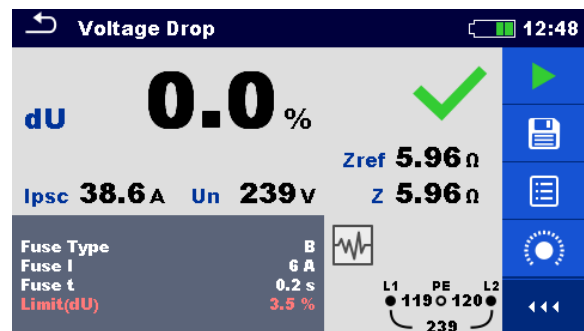 Voltage Drop 12:48
dU 0.0 %
Zref 5.96 Ω
Ipsc 38.6 A Un 239 V Z 5.96 Ω
Fuse Type B
Fuse I 6 A
Fuse t 0.2 s
Limit(dU) 3.5 %
L1 PE L2
119 120
239